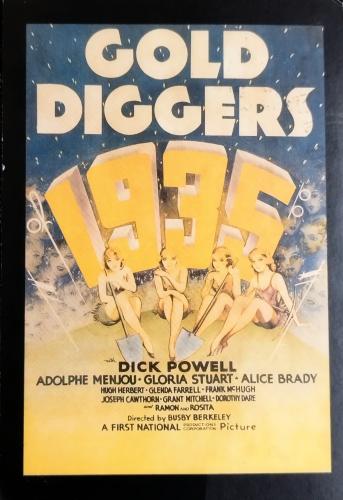 GOLD
DIGGERS
1935
with
DICK POWELL
ADOLPHE MENJOU · GLORIA STUART · ALICE BRADY
HUGH HERBERT · GLENDA FARRELL · FRANK McHUGH
JOSEPH CAWTHORN · GRANT MITCHELL · DOROTHY DARE
and RAMON AND ROSITA
Directed by BUSBY BERKELEY
A FIRST NATIONAL PRODUCTIONS CORPORATION Picture